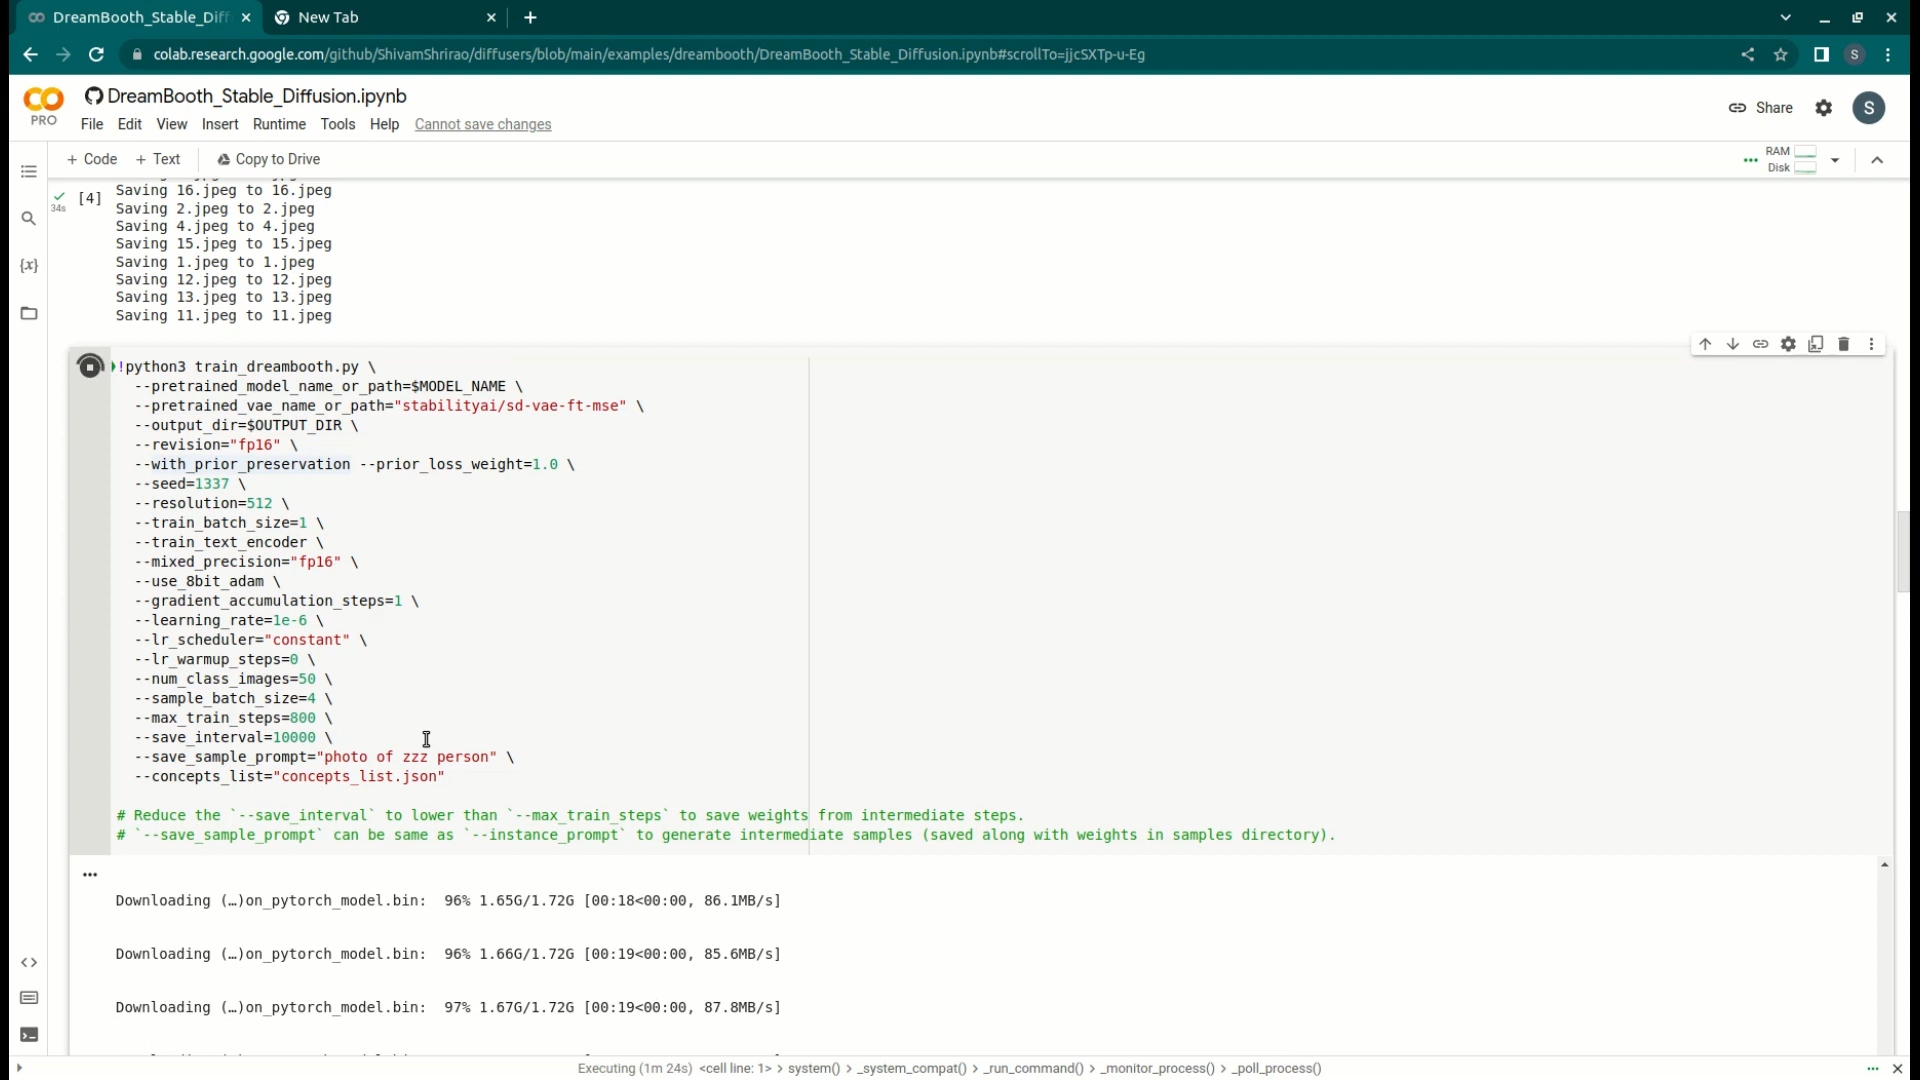 DreamBooth_Stable_Diff
New Tab
colab.research.google.com/github/ShivamShrirao/diffusers/blob/main/examples/dreambooth/DreamBooth_Stable_Diffusion.ipynb#scrollTo=jjcSXTp-u-Eg
S
DreamBooth_Stable_Diffusion.ipynb
PRO
File Edit View Insert Runtime Tools Help Cannot save changes
Share
S
+ Code + Text Copy to Drive
RAM
Disk
Saving 16.jpeg to 16.jpeg
[4]
34s
Saving 2.jpeg to 2.jpeg
Saving 4.jpeg to 4.jpeg
Saving 15.jpeg to 15.jpeg
Saving 1.jpeg to 1.jpeg
Saving 12.jpeg to 12.jpeg
Saving 13.jpeg to 13.jpeg
Saving 11.jpeg to 11.jpeg
{x}
!python3 train_dreambooth.py \
--pretrained_model_name_or_path=$MODEL_NAME \
--pretrained_vae_name_or_path="stabilityai/sd-vae-ft-mse" \
--output_dir=$OUTPUT_DIR \
--revision="fp16" \
--with_prior_preservation --prior_loss_weight=1.0 \
--seed=1337 \
--resolution=512 \
--train_batch_size=1 \
--train_text_encoder \
--mixed_precision="fp16" \
--use_8bit_adam \
--gradient_accumulation_steps=1 \
--learning_rate=1e-6 \
--lr_scheduler="constant" \
--lr_warmup_steps=0 \
--num_class_images=50 \
--sample_batch_size=4 \
--max_train_steps=800 \
--save_interval=10000 \
--save_sample_prompt="photo of zzz person" \
--concepts_list="concepts_list.json"
# Reduce the `--save_interval` to lower than `--max_train_steps` to save weights from intermediate steps.
# `--save_sample_prompt` can be same as `--instance_prompt` to generate intermediate samples (saved along with weights in samples directory).
Downloading (…)on_pytorch_model.bin: 96% 1.65G/1.72G [00:18<00:00, 86.1MB/s]
Downloading (…)on_pytorch_model.bin: 96% 1.66G/1.72G [00:19<00:00, 85.6MB/s]
Downloading (…)on_pytorch_model.bin: 97% 1.67G/1.72G [00:19<00:00, 87.8MB/s]
Executing (1m 24s) <cell line: 1> > system() > _system_compat() > _run_command() > _monitor_process() > _poll_process()